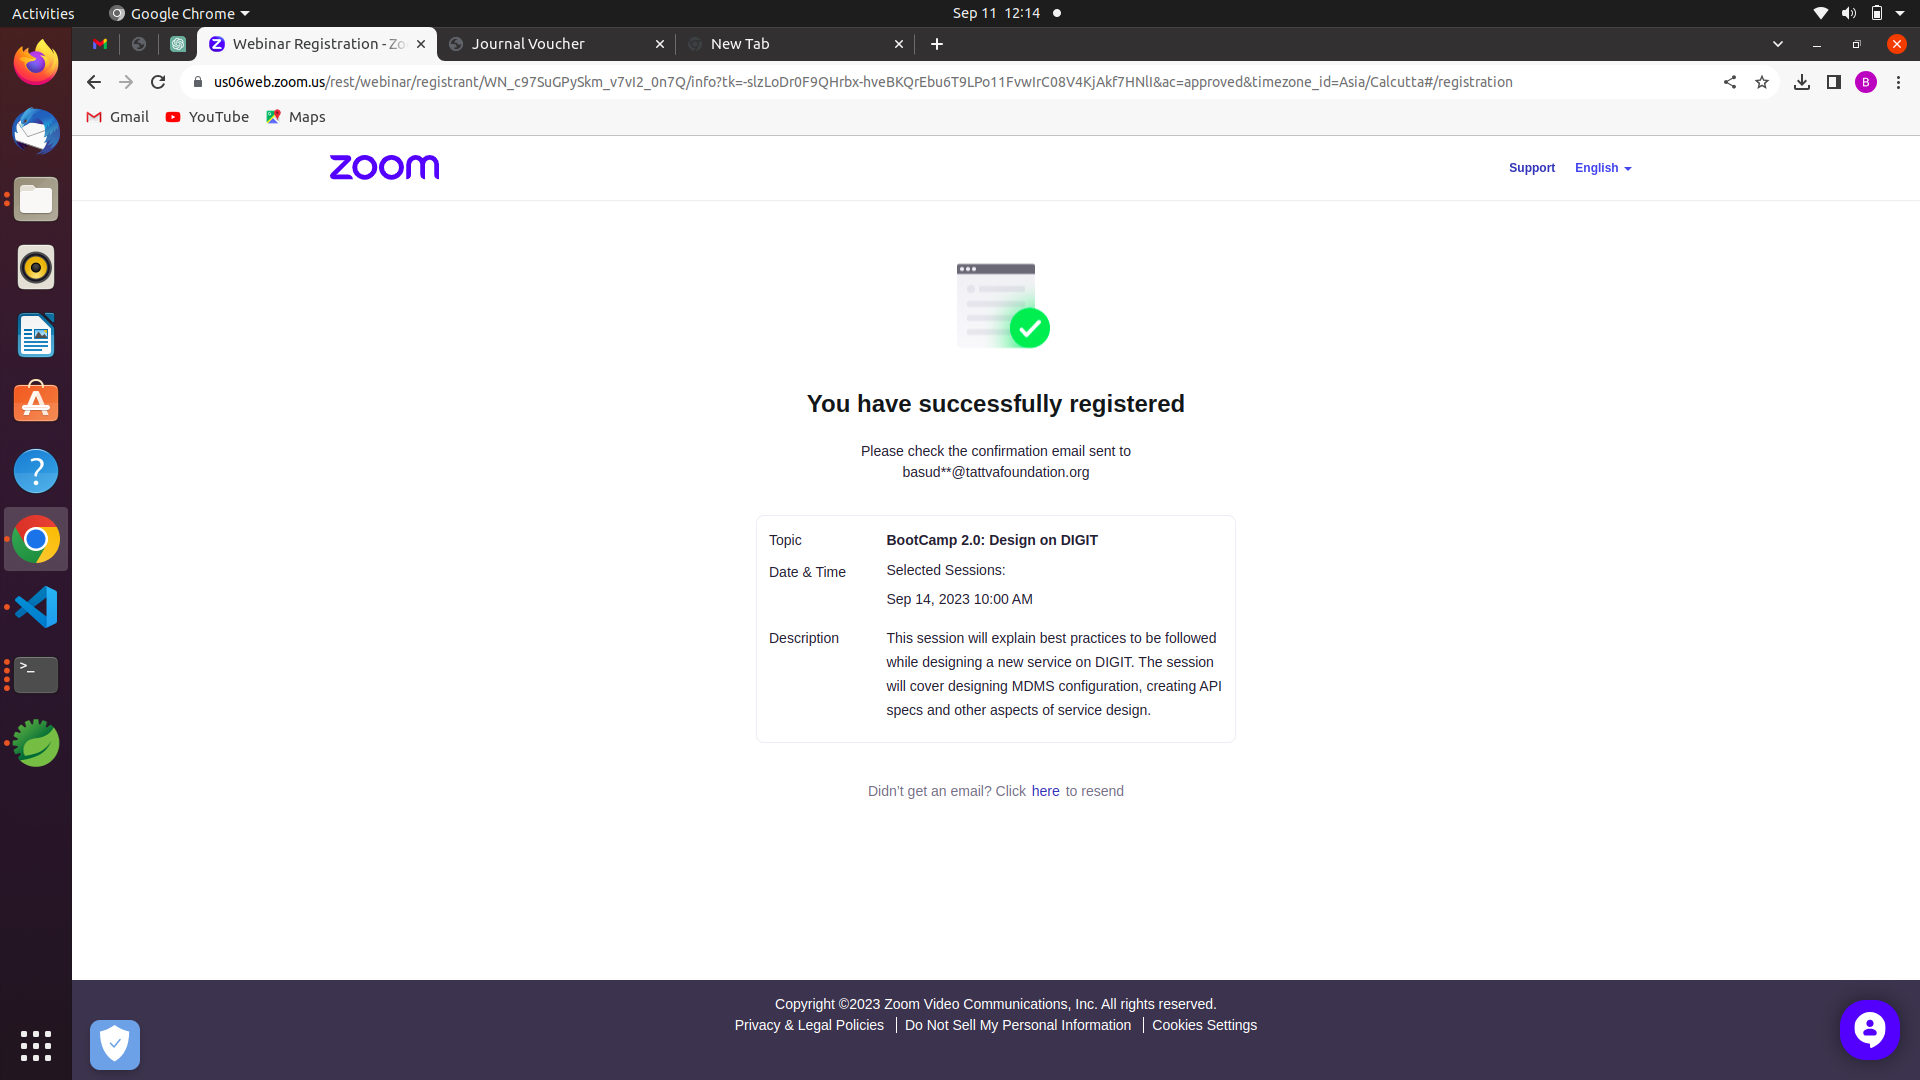 Activities
Google Chrome
Sep 11 12:14
Webinar Registration - Zo
Journal Voucher
New Tab
us06web.zoom.us/rest/webinar/registrant/WN_c97SuGPySkm_v7vI2_0n7Q/info?tk=-slzLoDr0F9QHrbx-hveBKQrEbu6T9LPo11FvwIrC08V4KjAkf7HNlI&ac=approved&timezone_id=Asia/Calcutta#/registration
B
Gmail
YouTube
Maps
zoom
Support
English
You have successfully registered
Please check the confirmation email sent to
basud**@tattvafoundation.org
Topic
BootCamp 2.0: Design on DIGIT
Date & Time
Selected Sessions:
Sep 14, 2023 10:00 AM
Description
This session will explain best practices to be followed
while designing a new service on DIGIT. The session
will cover designing MDMS configuration, creating API
specs and other aspects of service design.
Didn't get an email? Click here to resend
Copyright ©2023 Zoom Video Communications, Inc. All rights reserved.
Privacy & Legal Policies
Do Not Sell My Personal Information
Cookies Settings